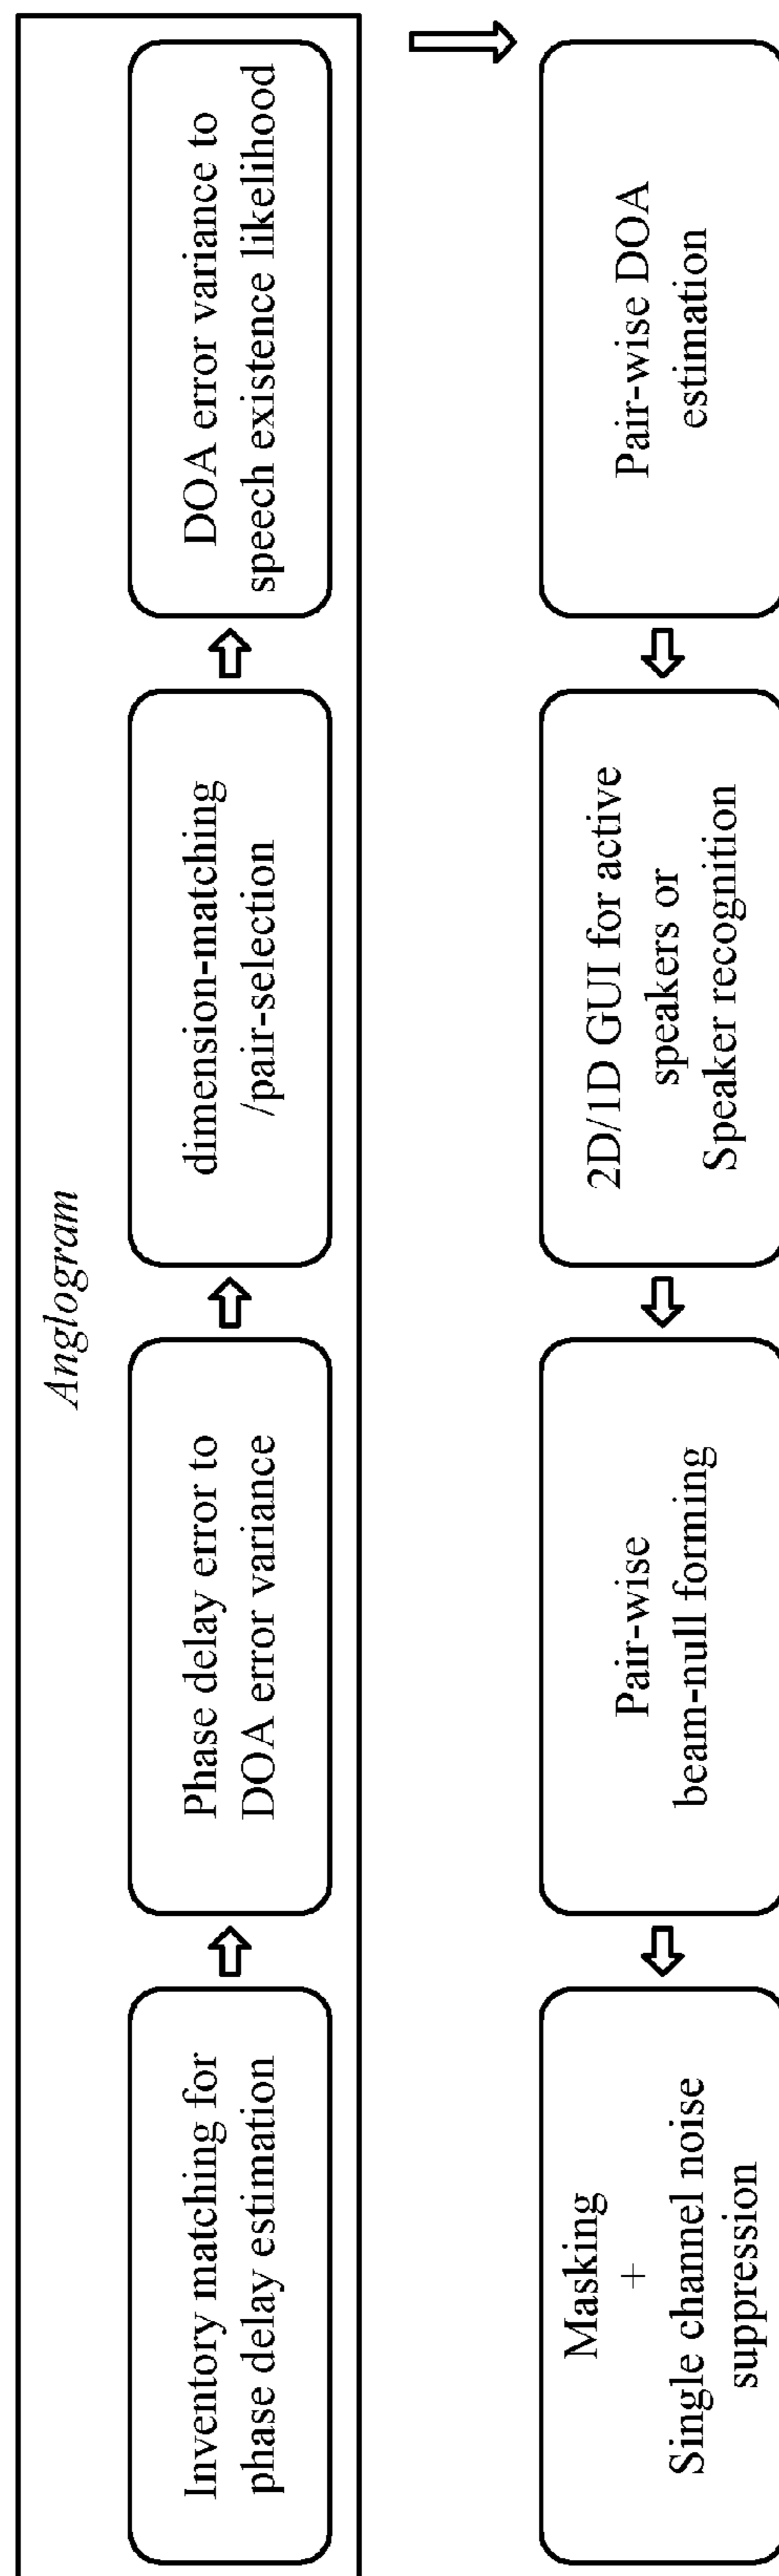 Anglogram
Inventory matching for
phase delay estimation
Phase delay error to
DOA error variance
dimension-matching
/pair-selection
DOA error variance to
speech existence likelihood
Pair-wise DOA
estimation
2D/1D GUI for active
speakers or
Speaker recognition
Pair-wise
beam-null forming
Masking
+
Single channel noise
suppression